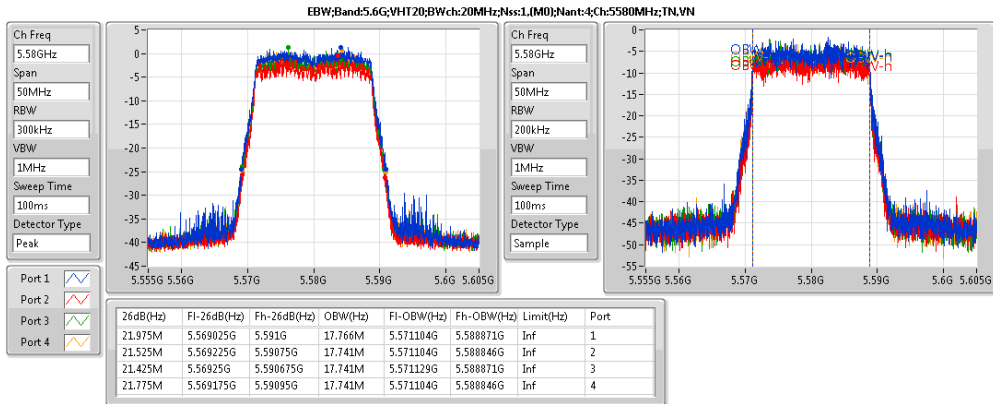 EBW;Band:5.6G;VHT20;BWch:20MHz;Nss:1,(M0);Nant:4;Ch:5580MHz;TN,VN
Ch Freq
5.58GHz
Span
50MHz
RBW
300kHz
VBW
1MHz
Sweep Time
100ms
Detector Type
Peak
5
0
-5
-10
-15
-20
-25
-30
-35
-40
-45
5.555G 5.56G 5.57G 5.58G 5.59G 5.6G 5.605G
Ch Freq
5.58GHz
Span
50MHz
RBW
200kHz
VBW
1MHz
Sweep Time
100ms
Detector Type
Sample
0
-5
-10
-15
-20
-25
-30
-35
-40
-45
-50
-55
5.555G 5.56G 5.57G 5.58G 5.59G 5.6G 5.605G
Port 1
Port 2
Port 3
Port 4
26dB(Hz) Fl-26dB(Hz) Fh-26dB(Hz) OBW(Hz) Fl-OBW(Hz) Fh-OBW(Hz) Limit(Hz) Port
21.975M 5.569025G 5.591G 17.766M 5.571104G 5.588871G Inf 1
21.525M 5.569225G 5.59075G 17.741M 5.571104G 5.588846G Inf 2
21.425M 5.56925G 5.590675G 17.741M 5.571129G 5.588871G Inf 3
21.775M 5.569175G 5.59095G 17.741M 5.571104G 5.588846G Inf 4